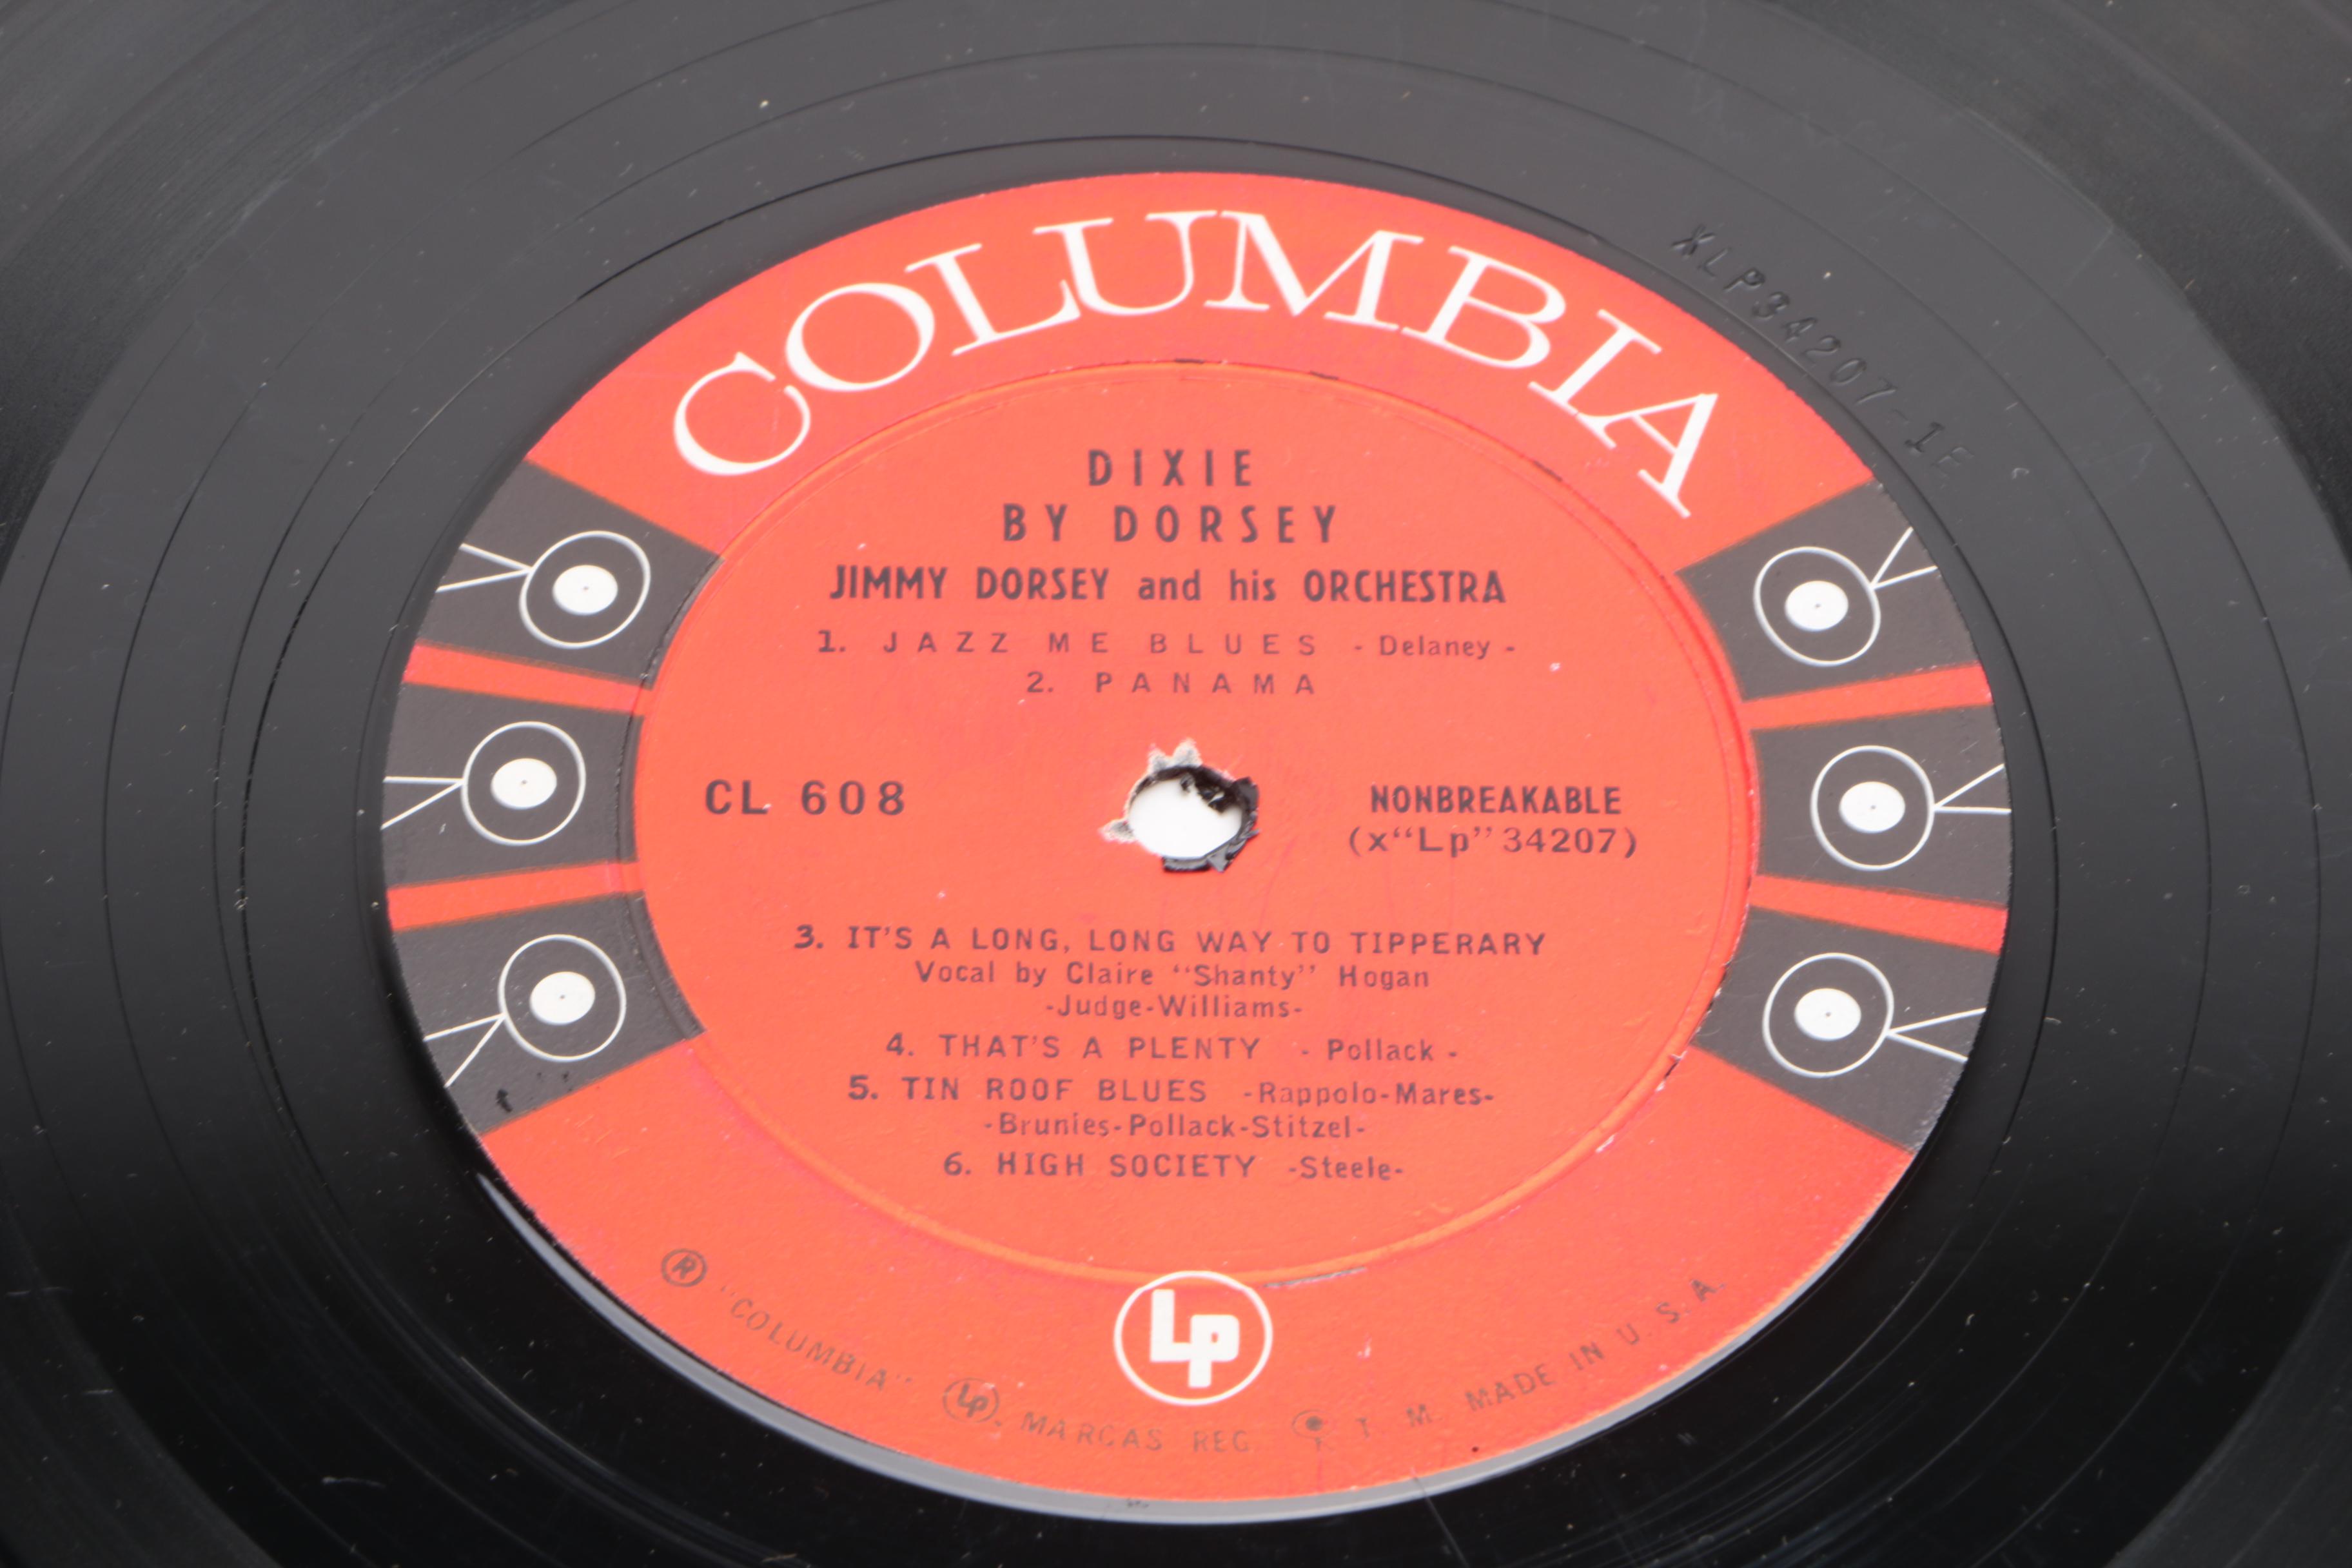 COLUMBIA
XLP34207-1E
DIXIE
BY DORSEY
JIMMY DORSEY and his ORCHESTRA
1. JAZZ ME BLUES - Delaney -
2. PANAMA
CL 608
NONBREAKABLE
(x“Lp”34207)
3. IT'S A LONG, LONG WAY TO TIPPERARY
Vocal by Claire “Shanty” Hogan
-Judge-Williams-
4. THAT'S A PLENTY - Pollack -
5. TIN ROOF BLUES -Rappolo-Mares-
-Brunies-Pollack-Stitzel-
6. HIGH SOCIETY -Steele-
Lp
® "COLUMBIA" Lp. MARCAS REG. T. M. MADE IN U. S. A.